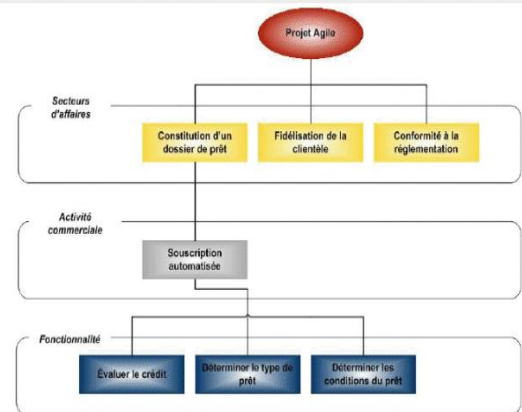 Projet Agile
Secteurs
d'affaires
Constitution d'un
dossier de prêt
Fidélisation de la
clientèle
Conformité à la
réglementation
Activité
commerciale
Souscription
automatisée
Fonctionnalité
Évaluer le crédit
Déterminer le type de
prêt
Déterminer les
conditions du prêt